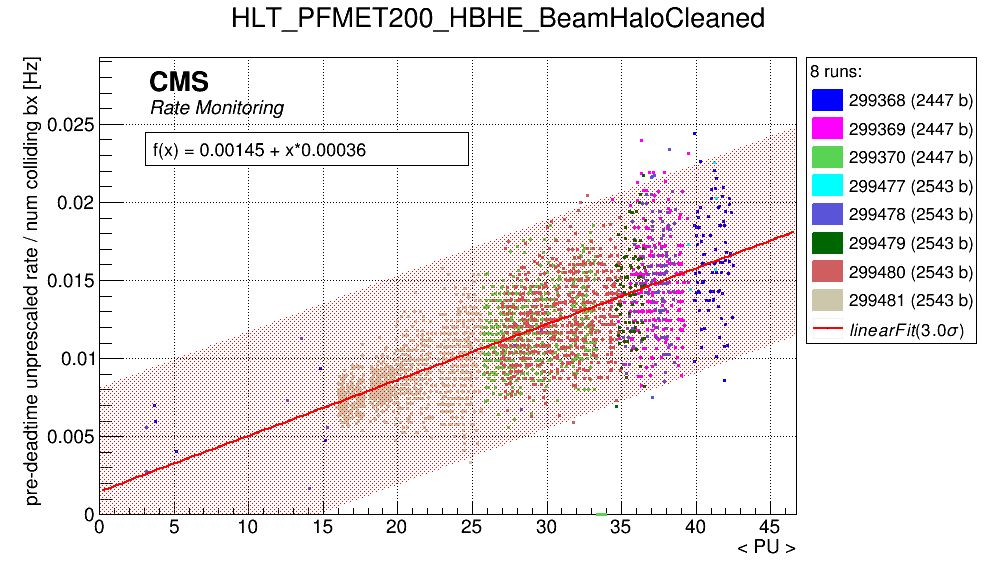 HLT_PFMET200_HBHE_BeamHaloCleaned
CMS
Rate Monitoring
f(x) = 0.00145 + x*0.00036
pre-deadtime unprescaled rate / num colliding bx [Hz]
0.025
0.02
0.015
0.01
0.005
0
0 5 10 15 20 25 30 35 40 45
< PU >
8 runs:
299368 (2447 b)
299369 (2447 b)
299370 (2447 b)
299477 (2543 b)
299478 (2543 b)
299479 (2543 b)
299480 (2543 b)
299481 (2543 b)
linearFit(3.0σ)